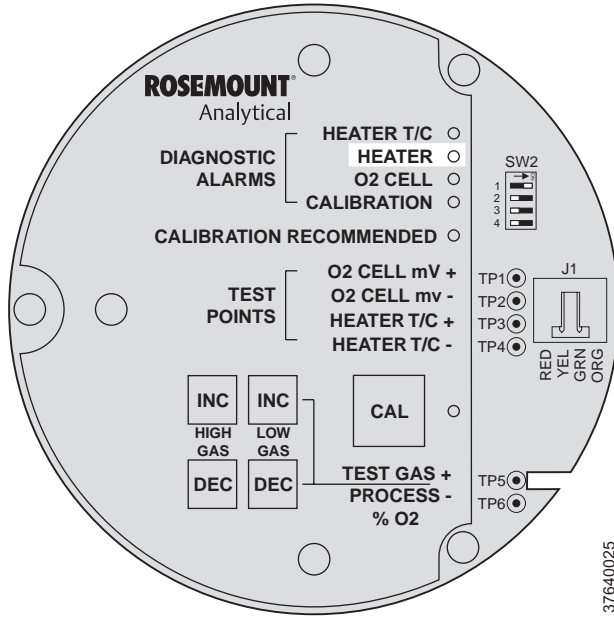 ROSEMOUNT®
Analytical
DIAGNOSTIC
ALARMS
HEATER T/C
HEATER
O2 CELL
CALIBRATION
CALIBRATION RECOMMENDED
TEST
POINTS
O2 CELL mV +
O2 CELL mv -
HEATER T/C +
HEATER T/C -
SW2
1
2
3
4
TP1
TP2
TP3
TP4
J1
RED
YEL
GRN
ORG
INC
INC
HIGH
GAS
LOW
GAS
DEC
DEC
CAL
TEST GAS +
PROCESS -
% O2
TP5
TP6
37640025